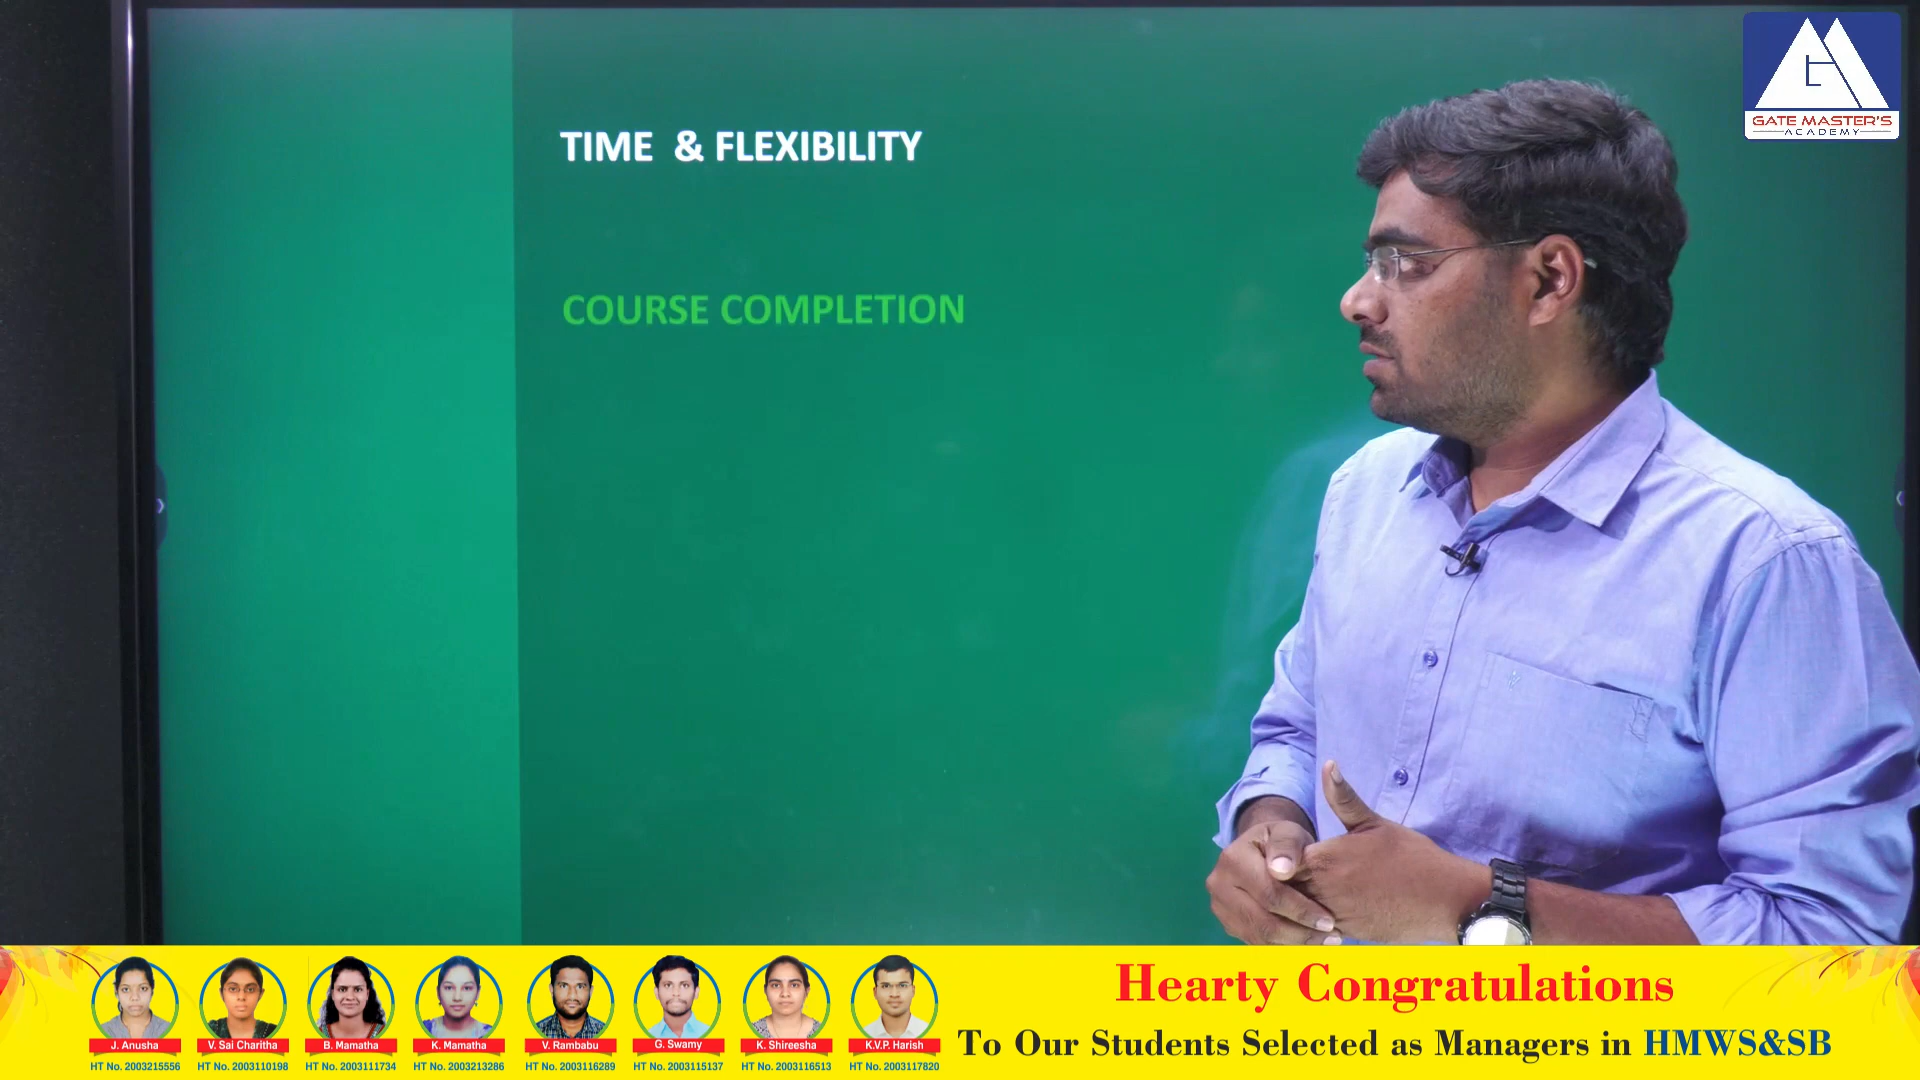 GATE MASTER'S
ACADEMY
TIME & FLEXIBILITY
COURSE COMPLETION
Hearty Congratulations
To Our Students Selected as Managers in HMWS&SB
J. Anusha
HT No. 2003215556
V. Sai Charitha
HT No. 2003110198
B. Mamatha
HT No. 2003111734
K. Mamatha
HT No. 2003213286
V. Rambabu
HT No. 2003116289
G. Swamy
HT No. 2003115137
K. Shireesha
HT No. 2003116513
K.V.P. Harish
HT No. 2003117820